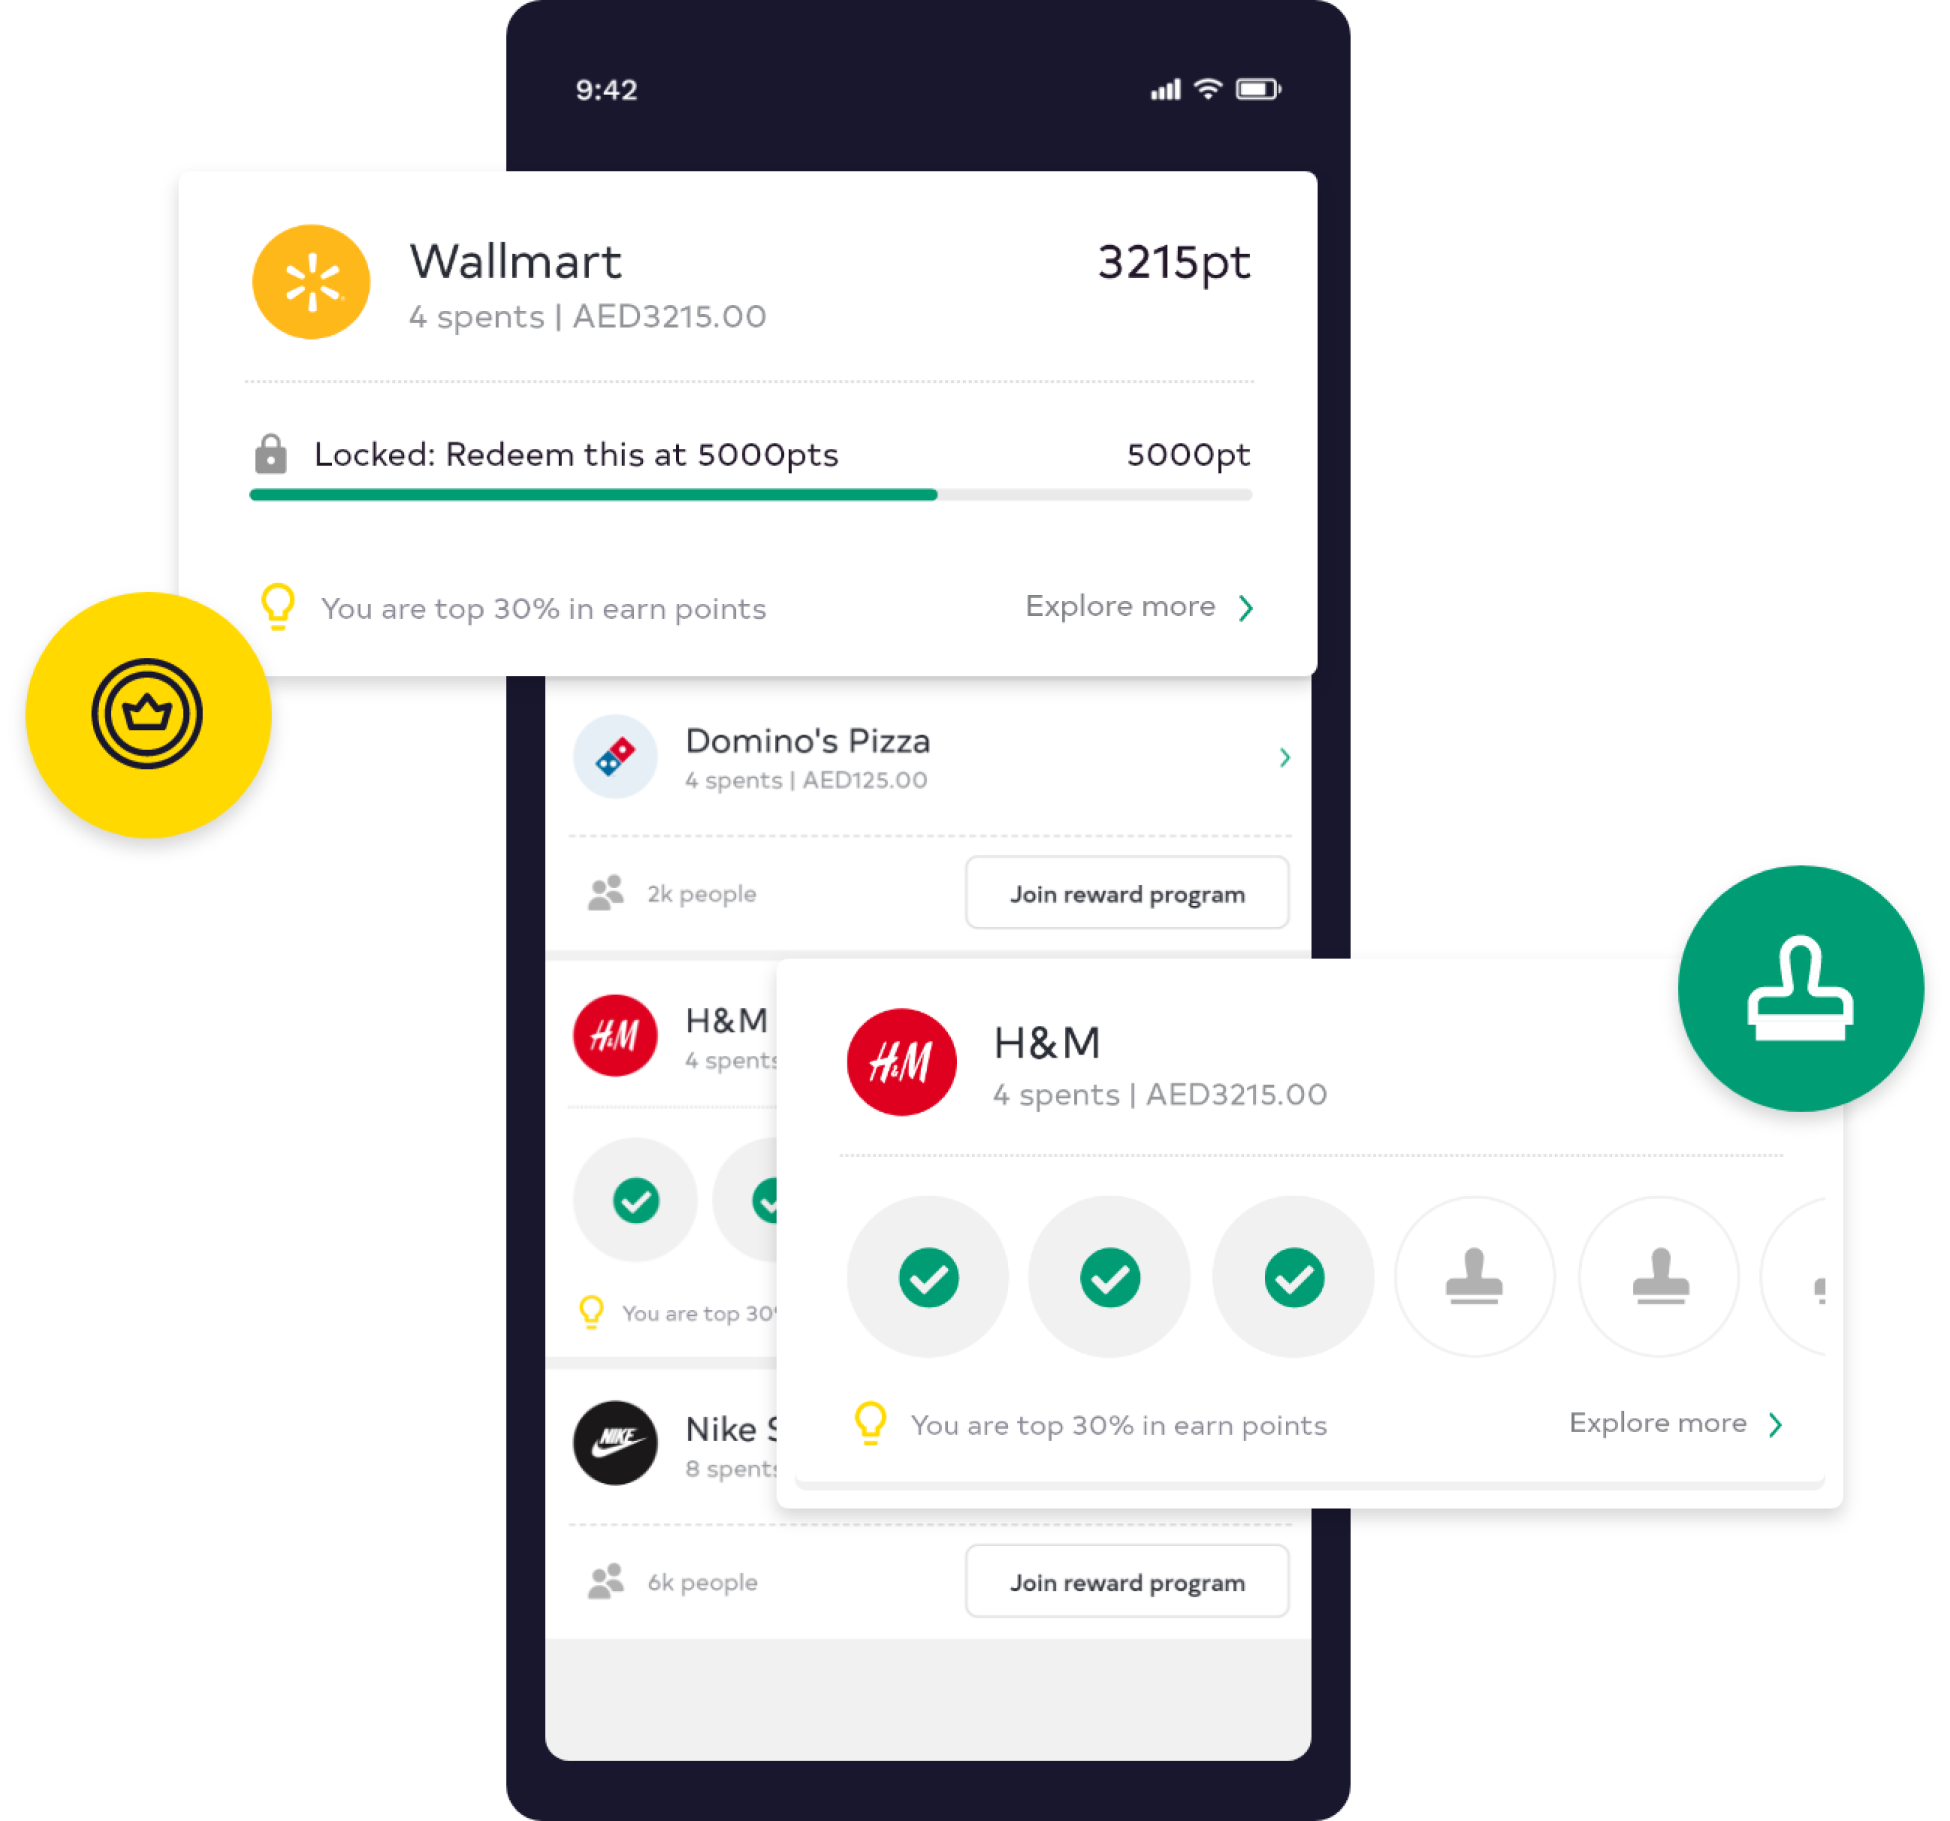 9:42
Wallmart
3215pt
4 spents | AED3215.00
Locked: Redeem this at 5000pts
5000pt
You are top 30% in earn points
Explore more
Domino's Pizza
4 spents | AED125.00
2k people
Join reward program
H&M
H&M
4 spents
You are top 30
H&M
H&M
4 spents | AED3215.00
You are top 30% in earn points
Explore more
NIKE
Nike
8 spents
6k people
Join reward program